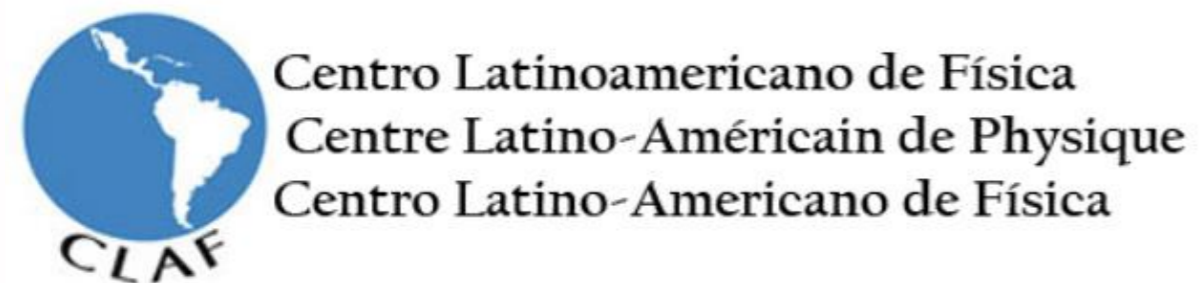 Centro Latinoamericano de Física
Centre Latino-Américain de Physique
Centro Latino-Americano de Física
CLAF